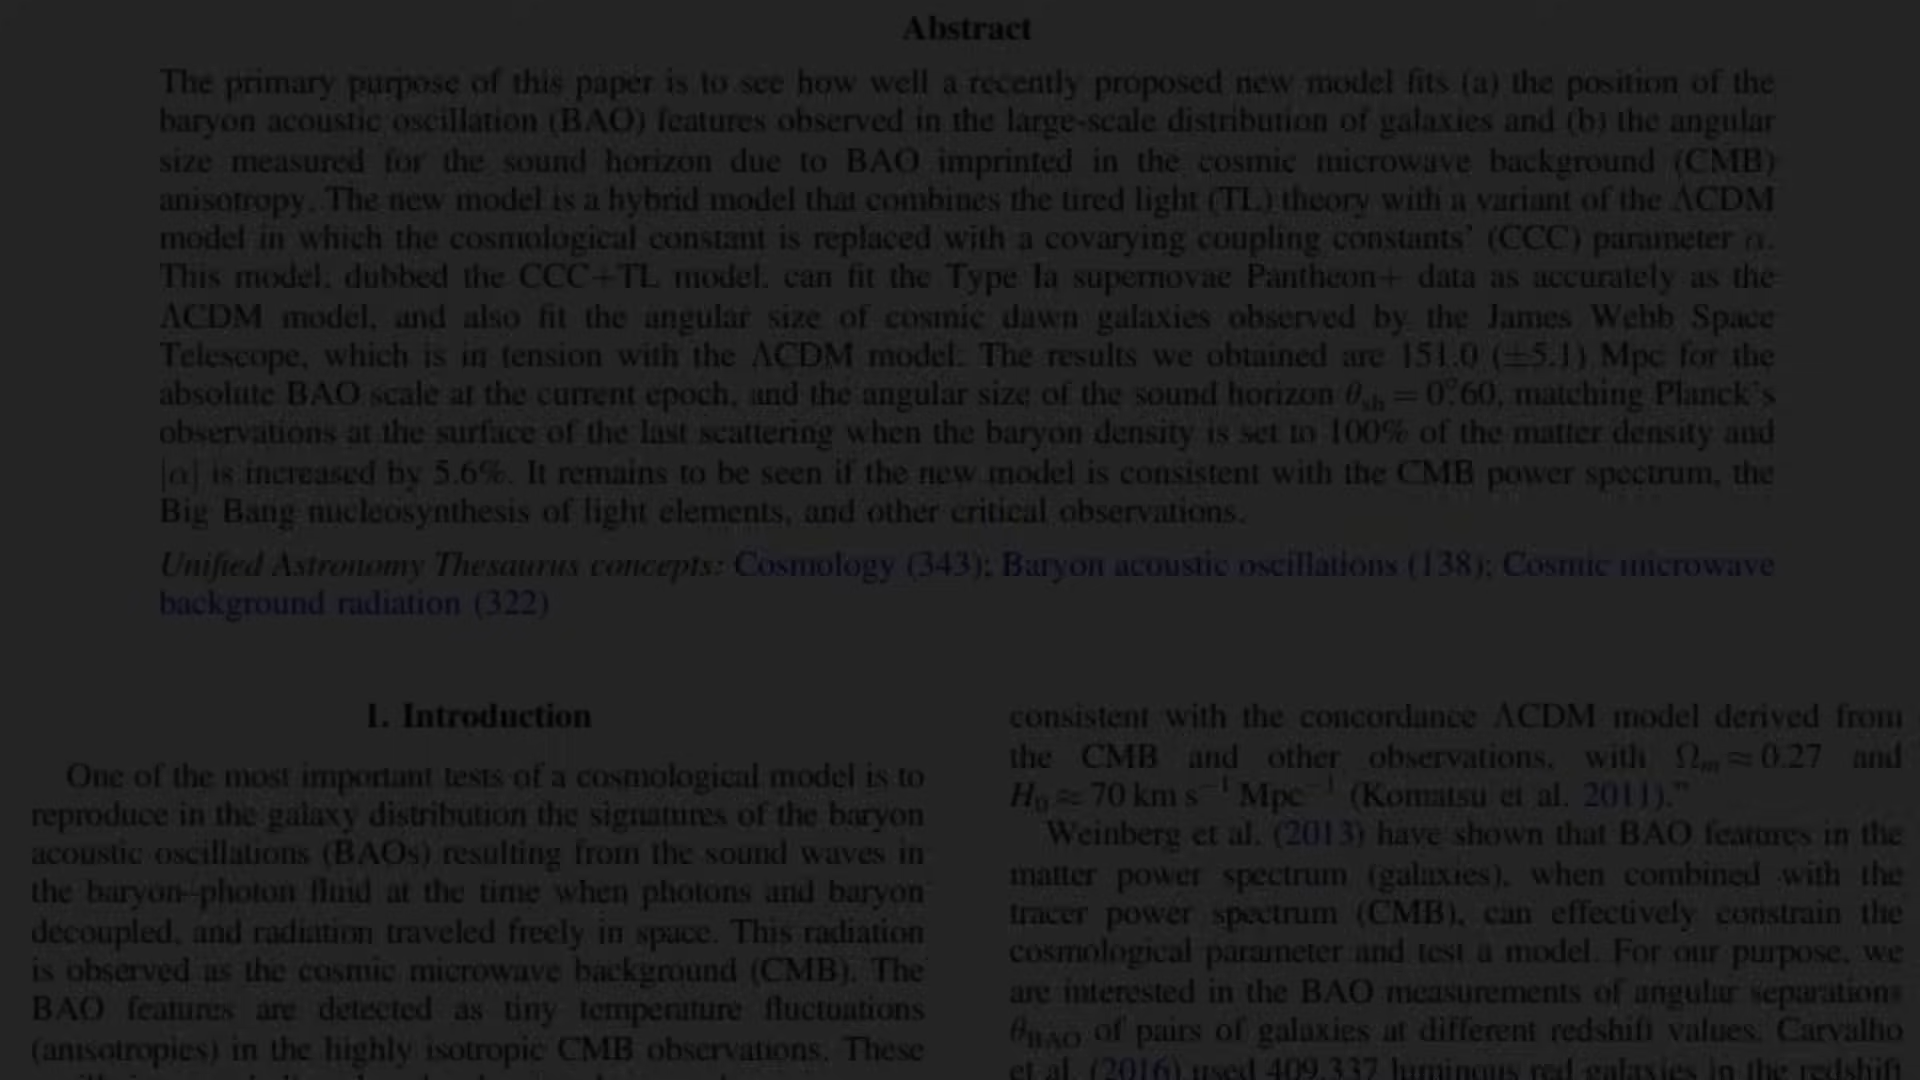 Abstract
The primary purpose of this paper is to see how well a recently proposed new model fits (a) the position of the
baryon acoustic oscillation (BAO) features observed in the large-scale distribution of galaxies and (b) the angular
size measured for the sound horizon due to BAO imprinted in the cosmic microwave background (CMB)
anisotropy. The new model is a hybrid model that combines the tired light (TL) theory with a variant of the ΛCDM
model in which the cosmological constant is replaced with a covarying coupling constants' (CCC) parameter α.
This model, dubbed the CCC+TL model, can fit the Type Ia supernovae Pantheon+ data as accurately as the
ΛCDM model, and also fit the angular size of cosmic dawn galaxies observed by the James Webb Space
Telescope, which is in tension with the ΛCDM model. The results we obtained are 151.0 (±5.1) Mpc for the
absolute BAO scale at the current epoch, and the angular size of the sound horizon θsh = 0°.60, matching Planck's
observations at the surface of the last scattering when the baryon density is set to 100% of the matter density and
|α| is increased by 5.6%. It remains to be seen if the new model is consistent with the CMB power spectrum, the
Big Bang nucleosynthesis of light elements, and other critical observations.
Unified Astronomy Thesaurus concepts: Cosmology (343); Baryon acoustic oscillations (138); Cosmic microwave
background radiation (322)
1. Introduction
One of the most important tests of a cosmological model is to
reproduce in the galaxy distribution the signatures of the baryon
acoustic oscillations (BAOs) resulting from the sound waves in
the baryon–photon fluid at the time when photons and baryon
decoupled, and radiation traveled freely in space. This radiation
is observed as the cosmic microwave background (CMB). The
BAO features are detected as tiny temperature fluctuations
(anisotropies) in the highly isotropic CMB observations. These
consistent with the concordance ΛCDM model derived from
the CMB and other observations, with Ωm ≈ 0.27 and
H0 ≈ 70 km s−1 Mpc−1 (Komatsu et al. 2011)."
Weinberg et al. (2013) have shown that BAO features in the
matter power spectrum (galaxies), when combined with the
tracer power spectrum (CMB), can effectively constrain the
cosmological parameter and test a model. For our purpose, we
are interested in the BAO measurements of angular separations
θBAO of pairs of galaxies at different redshift values. Carvalho
et al. (2016) used 409,337 luminous red galaxies in the redshift